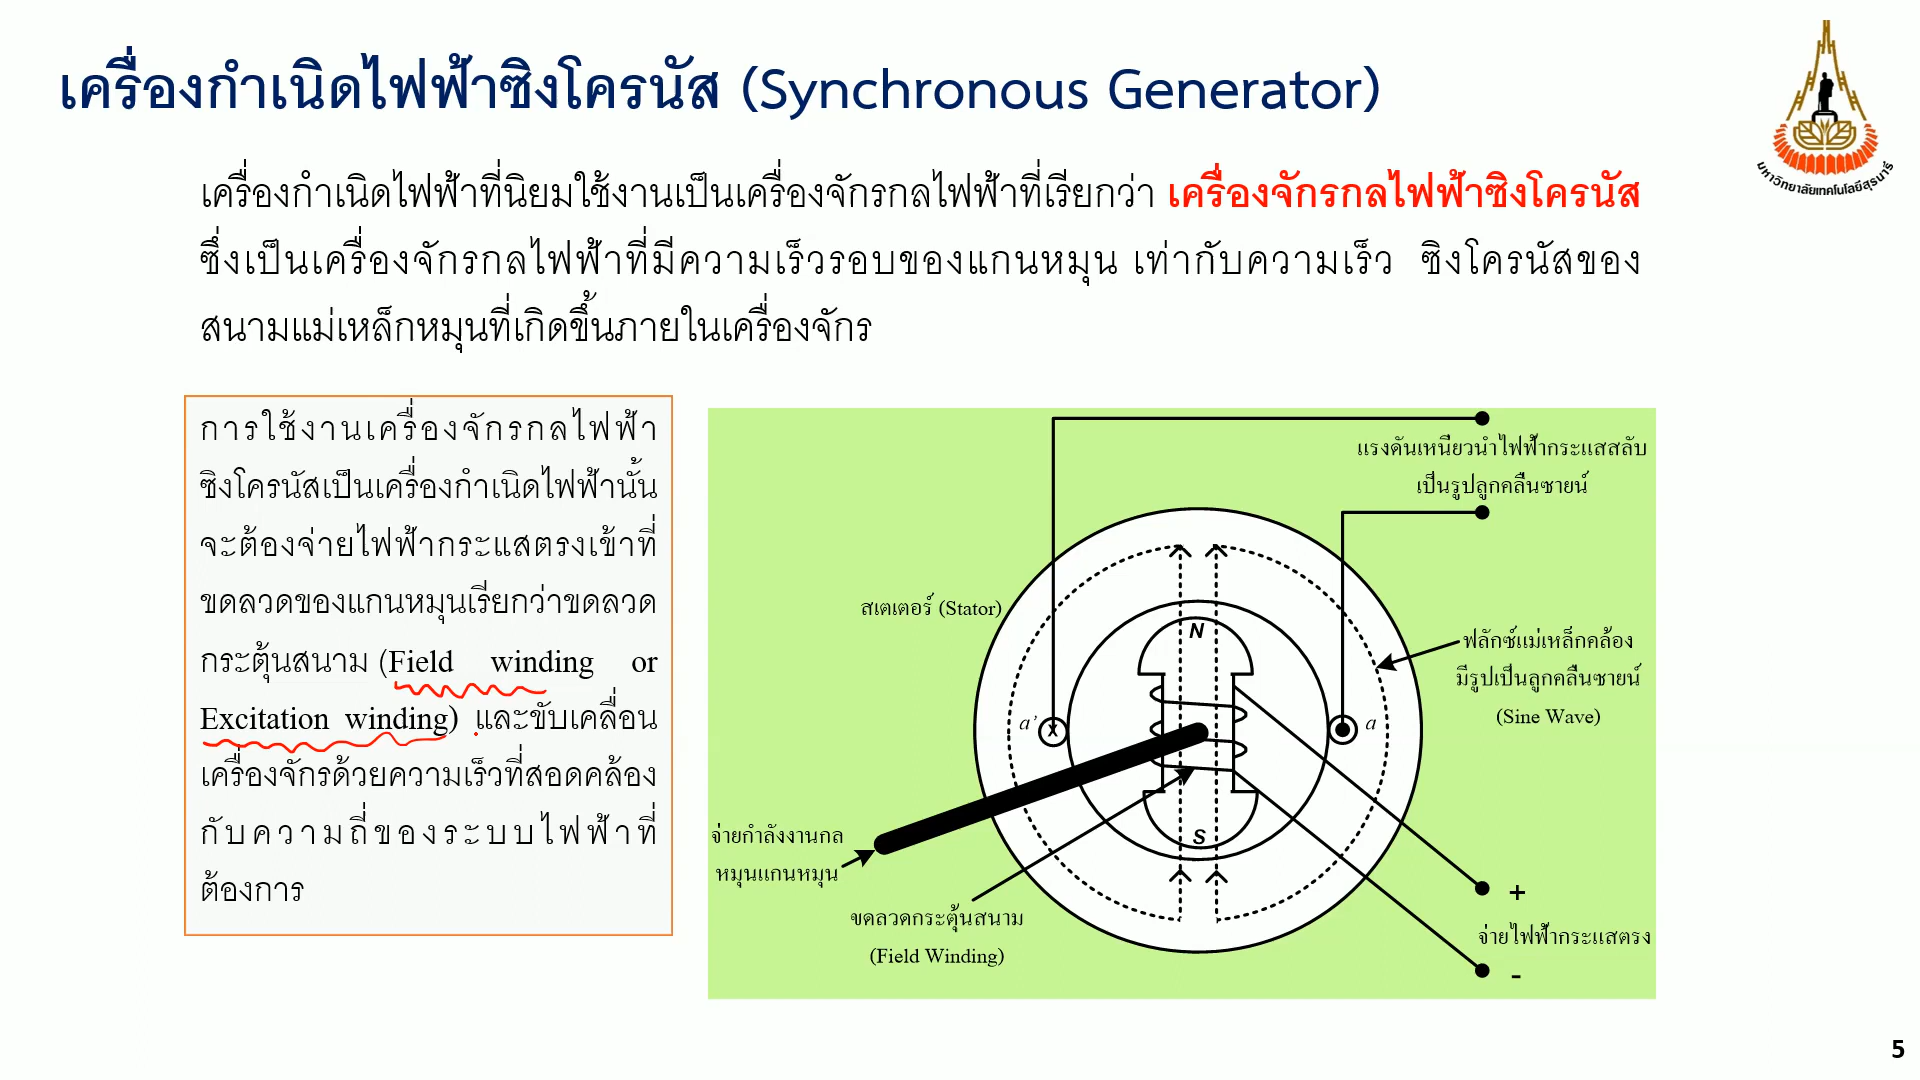 เครื่องกำเนิดไฟฟ้าซิงโครนัส (Synchronous Generator)
มหาวิทยาลัยเทคโนโลยีสุรนารี
เครื่องกำเนิดไฟฟ้าที่นิยมใช้งานเป็นเครื่องจักรกลไฟฟ้าที่เรียกว่า เครื่องจักรกลไฟฟ้าซิงโครนัส
ซึ่งเป็นเครื่องจักรกลไฟฟ้าที่มีความเร็วรอบของแกนหมุน เท่ากับความเร็ว ซิงโครนัสของ
สนามแม่เหล็กหมุนที่เกิดขึ้นภายในเครื่องจักร
การใช้งานเครื่องจักรกลไฟฟ้า
ซิงโครนัสเป็นเครื่องกำเนิดไฟฟ้านั้น
จะต้องจ่ายไฟฟ้ากระแสตรงเข้าที่
ขดลวดของแกนหมุนเรียกว่าขดลวด
กระตุ้นสนาม (Field winding or
Excitation winding) และขับเคลื่อน
เครื่องจักรด้วยความเร็วที่สอดคล้อง
กับความถี่ของระบบไฟฟ้าที่
ต้องการ
แรงดันเหนี่ยวนำไฟฟ้ากระแสสลับ
เป็นรูปลูกคลื่นซายน์
สเตเตอร์ (Stator)
N
ฟลักซ์แม่เหล็กคล้อง
มีรูปเป็นลูกคลื่นซายน์
(Sine Wave)
a' x
a
S
จ่ายกำลังงานกล
หมุนแกนหมุน
ขดลวดกระตุ้นสนาม
(Field Winding)
+
จ่ายไฟฟ้ากระแสตรง
-
5